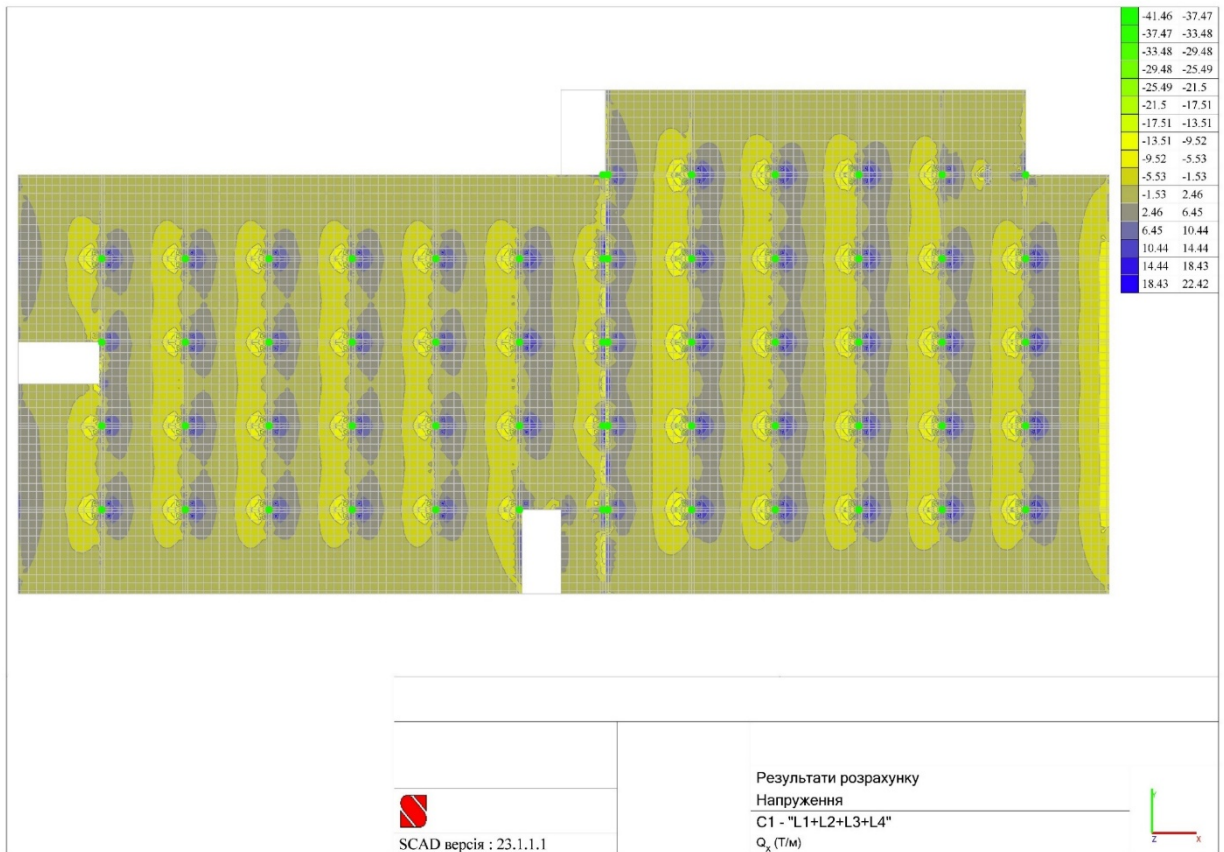 -41.46 -37.47
-37.47 -33.48
-33.48 -29.48
-29.48 -25.49
-25.49 -21.5
-21.5 -17.51
-17.51 -13.51
-13.51 -9.52
-9.52 -5.53
-5.53 -1.53
-1.53 2.46
2.46 6.45
6.45 10.44
10.44 14.44
14.44 18.43
18.43 22.42
Результати розрахунку
Напруження
C1 - "L1+L2+L3+L4"
Qx (Т/м)
SCAD версія : 23.1.1.1
Y
Z X